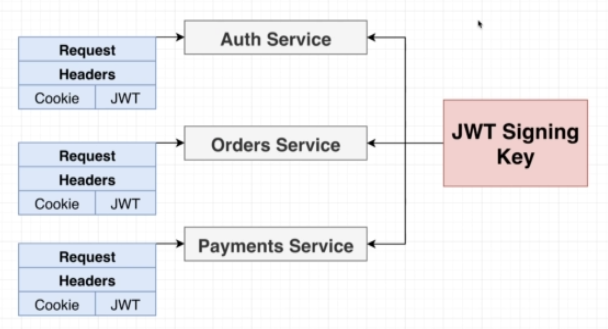 Request
Headers
Cookie JWT
Auth Service
Request
Headers
Cookie JWT
Orders Service
Request
Headers
Cookie JWT
Payments Service
JWT Signing
Key